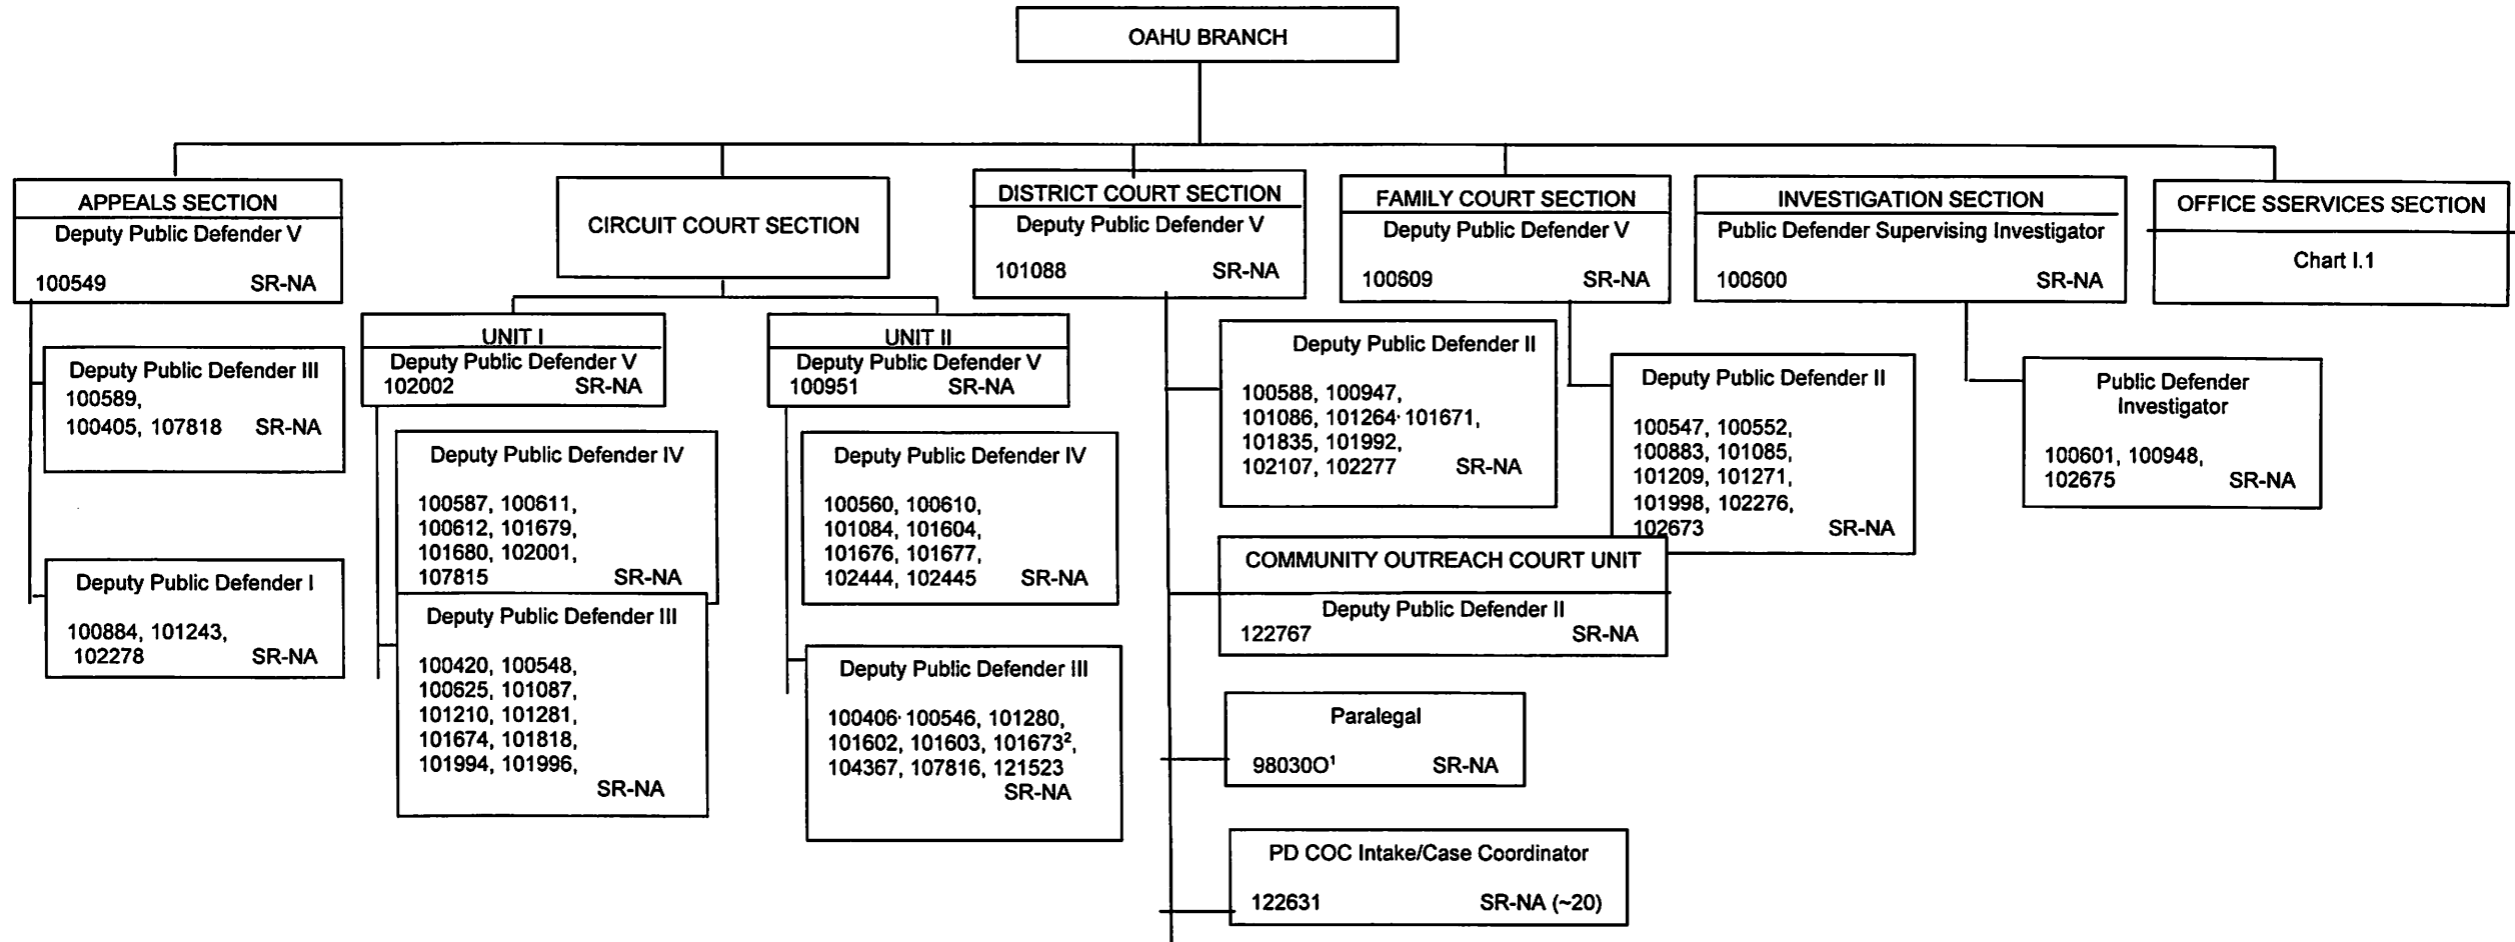 OAHU BRANCH
APPEALS SECTION
Deputy Public Defender V
100549 SR-NA
Deputy Public Defender III
100589,
100405, 107818 SR-NA
Deputy Public Defender I
100884, 101243,
102278 SR-NA
CIRCUIT COURT SECTION
UNIT I
Deputy Public Defender V
102002 SR-NA
Deputy Public Defender IV
100587, 100611,
100612, 101679,
101680, 102001,
107815 SR-NA
Deputy Public Defender III
100420, 100548,
100625, 101087,
101210, 101281,
101674, 101818,
101994, 101996,
SR-NA
UNIT II
Deputy Public Defender V
100951 SR-NA
Deputy Public Defender IV
100560, 100610,
101084, 101604,
101676, 101677,
102444, 102445 SR-NA
Deputy Public Defender III
100406· 100546, 101280,
101602, 101603, 101673²,
104367, 107816, 121523
SR-NA
DISTRICT COURT SECTION
Deputy Public Defender V
101088 SR-NA
Deputy Public Defender II
100588, 100947,
101086, 101264· 101671,
101835, 101992,
102107, 102277 SR-NA
COMMUNITY OUTREACH COURT UNIT
Deputy Public Defender II
122767 SR-NA
Paralegal
98030O¹ SR-NA
PD COC Intake/Case Coordinator
122631 SR-NA (~20)
FAMILY COURT SECTION
Deputy Public Defender V
100609 SR-NA
Deputy Public Defender II
100547, 100552,
100883, 101085,
101209, 101271,
101998, 102276,
102673 SR-NA
INVESTIGATION SECTION
Public Defender Supervising Investigator
100600 SR-NA
Public Defender
Investigator
100601, 100948,
102675 SR-NA
OFFICE SSERVICES SECTION
Chart I.1